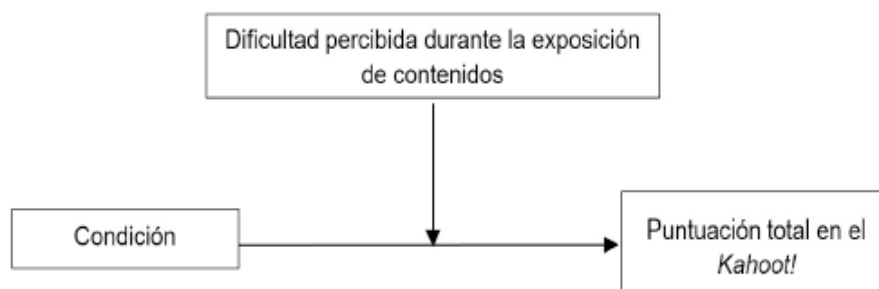 Dificultad percibida durante la exposición
de contenidos
Condición
Puntuación total en el
Kahoot!